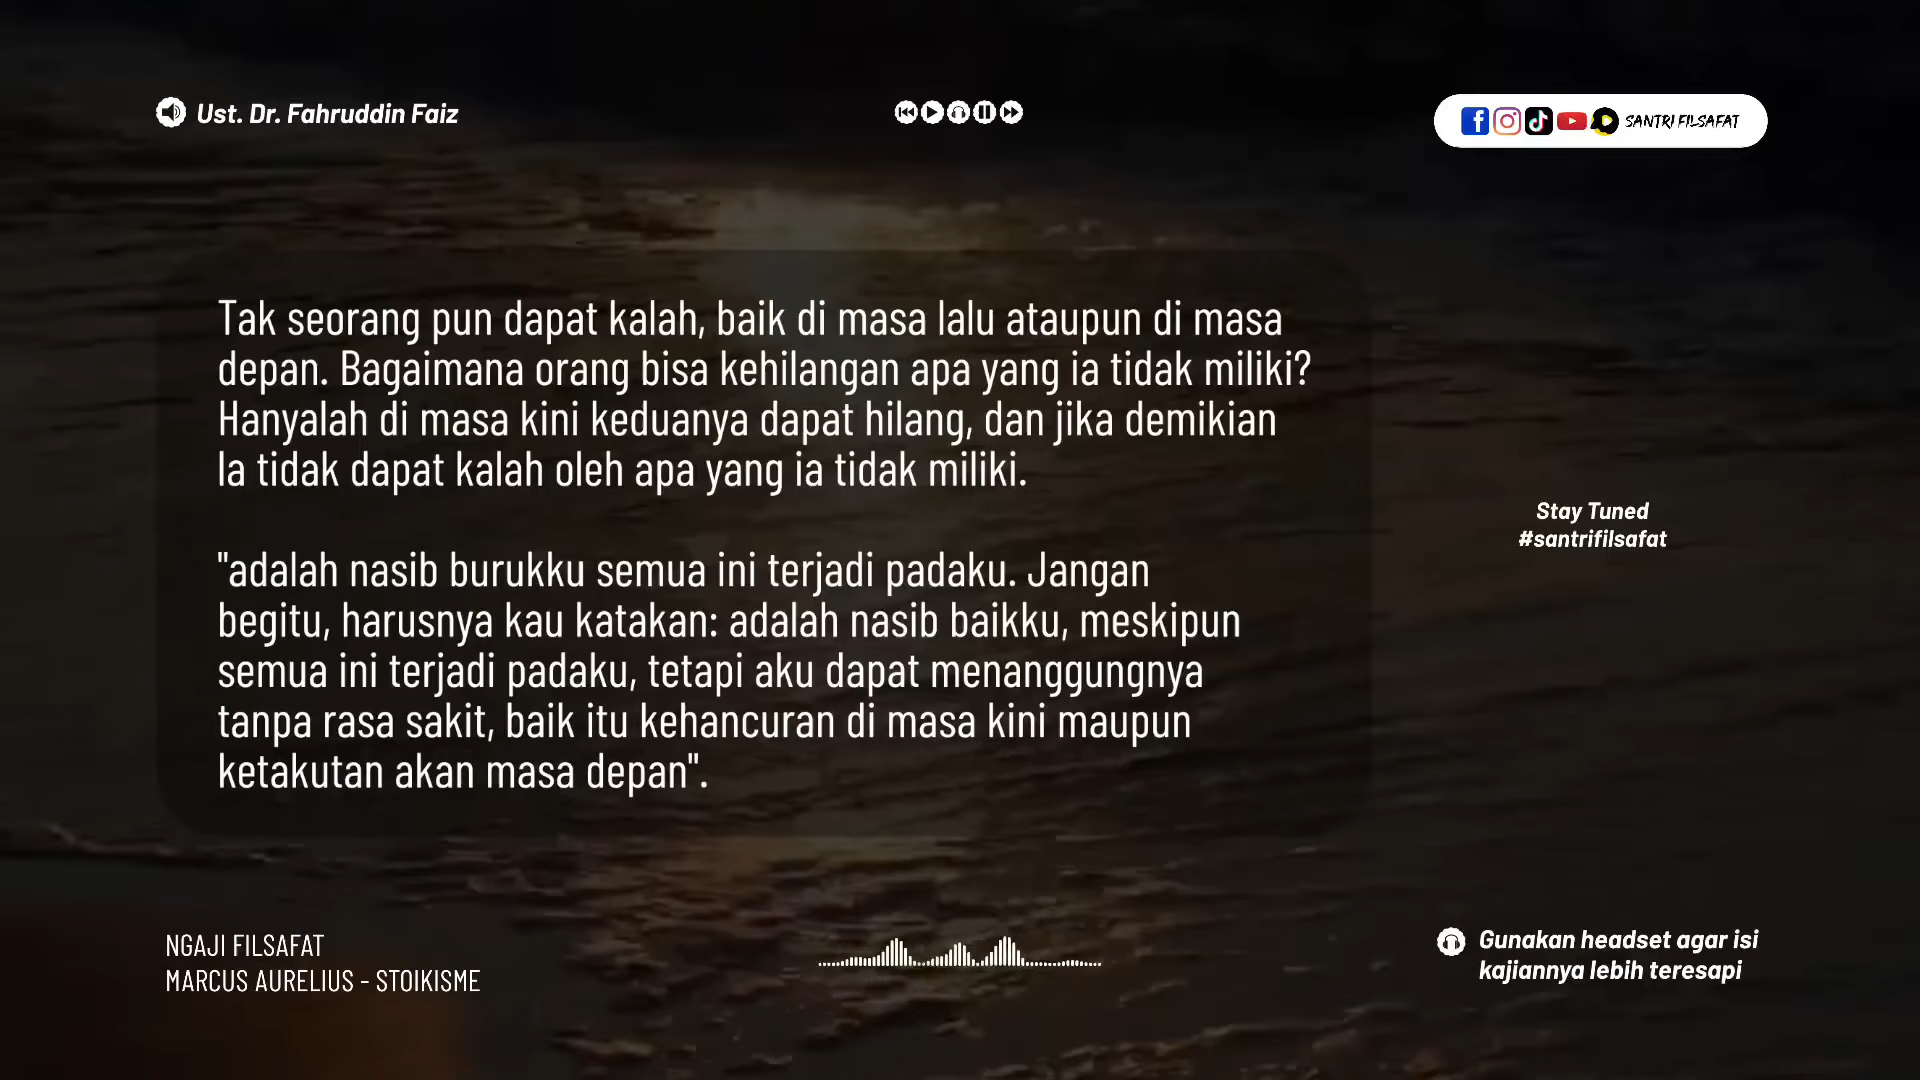 Ust. Dr. Fahruddin Faiz
SANTRI FILSAFAT
Tak seorang pun dapat kalah, baik di masa lalu ataupun di masa
depan. Bagaimana orang bisa kehilangan apa yang ia tidak miliki?
Hanyalah di masa kini keduanya dapat hilang, dan jika demikian
Ia tidak dapat kalah oleh apa yang ia tidak miliki.
"adalah nasib burukku semua ini terjadi padaku. Jangan
begitu, harusnya kau katakan: adalah nasib baikku, meskipun
semua ini terjadi padaku, tetapi aku dapat menanggungnya
tanpa rasa sakit, baik itu kehancuran di masa kini maupun
ketakutan akan masa depan".
Stay Tuned
#santrifilsafat
NGAJI FILSAFAT
MARCUS AURELIUS - STOIKISME
Gunakan headset agar isi
kajiannya lebih teresapi